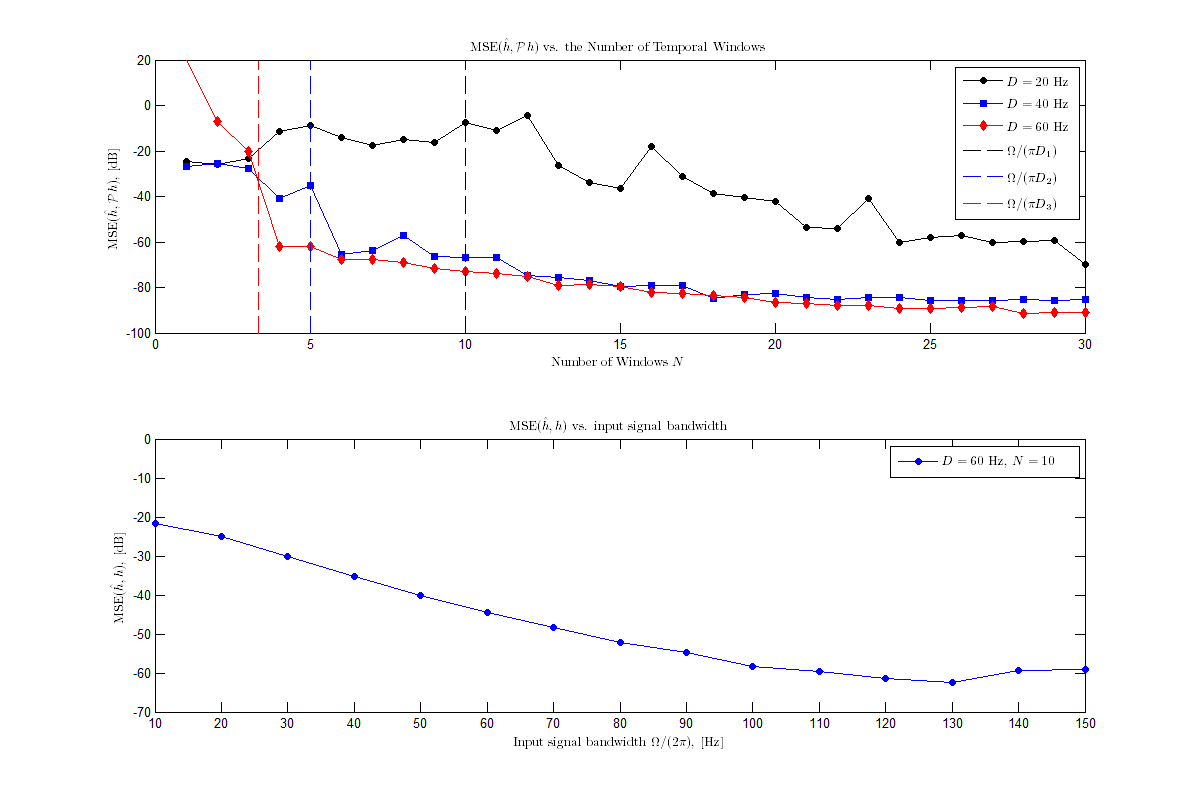 MSE(ĥ, 𝒫h) vs. the Number of Temporal Windows
MSE(ĥ, 𝒫h), [dB]
20
0
-20
-40
-60
-80
-100
D = 20 Hz
D = 40 Hz
D = 60 Hz
Ω/(πD₁)
Ω/(πD₂)
Ω/(πD₃)
0 5 10 15 20 25 30
Number of Windows N
MSE(ĥ, h) vs. input signal bandwidth
MSE(ĥ, h), [dB]
0
-10
-20
-30
-40
-50
-60
-70
D = 60 Hz, N = 10
10 20 30 40 50 60 70 80 90 100 110 120 130 140 150
Input signal bandwidth Ω/(2π), [Hz]